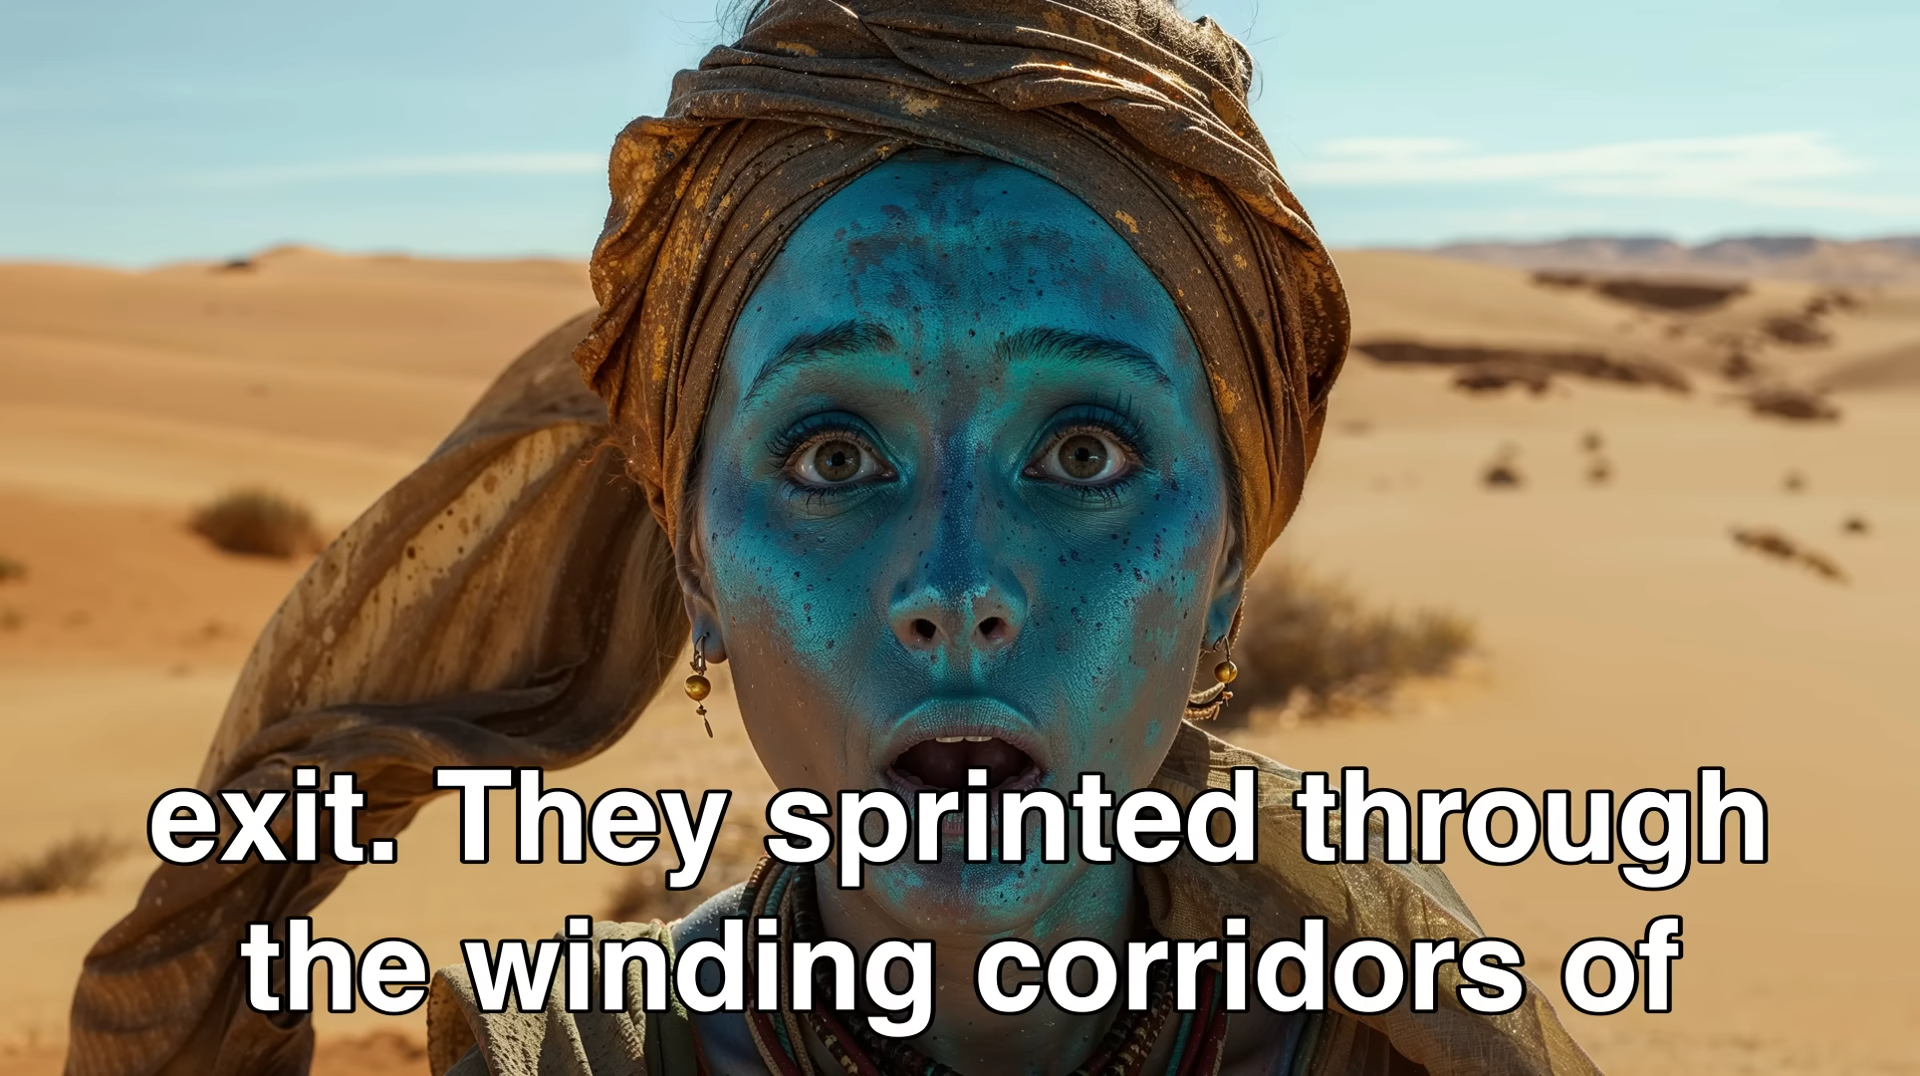 exit. They sprinted through
the winding corridors of